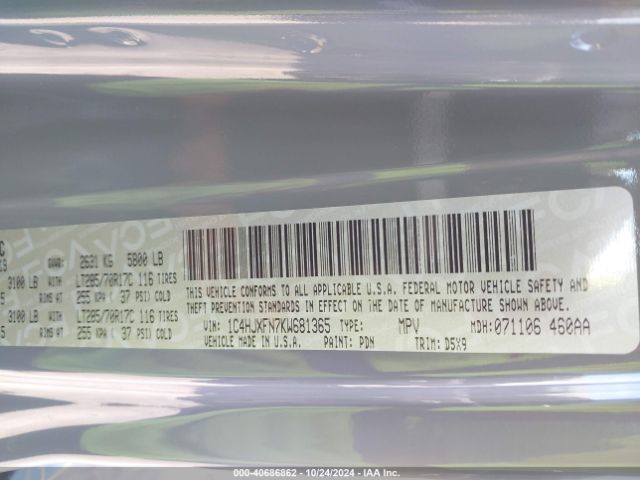 GVWR: 2631 KG 5800 LB
3100 LB WITH LT285/70R17C 116 TIRES
RIMS AT 255 KPA ( 37 PSI) COLD
3100 LB WITH LT285/70R17C 116 TIRES
RIMS AT 255 KPA ( 37 PSI) COLD
THIS VEHICLE CONFORMS TO ALL APPLICABLE U.S.A. FEDERAL MOTOR VEHICLE SAFETY AND
THEFT PREVENTION STANDARDS IN EFFECT ON THE DATE OF MANUFACTURE SHOWN ABOVE.
VIN: 1C4HJXFN7KW681365 TYPE: MPV MDH:071106 460AA
VEHICLE MADE IN U.S.A. PAINT: PDN TRIM: D5X9
000-40686862 - 10/24/2024 - IAA Inc.